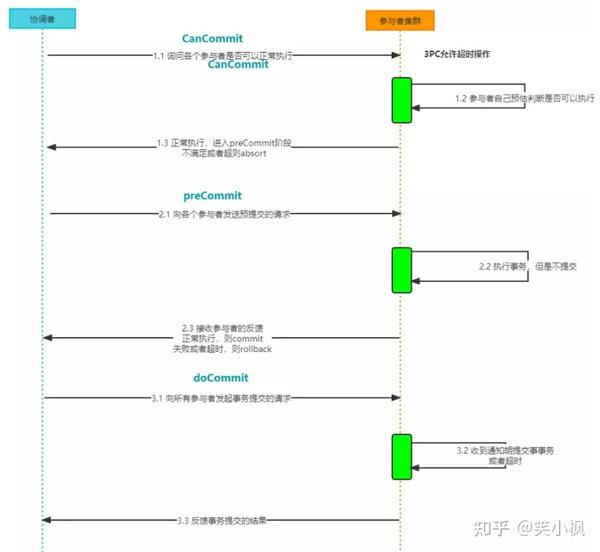 协调者
参与者集群
CanCommit
1.1 询问各个参与者是否可以正常执行
3PC允许超时操作
CanCommit
1.2 参与者自己预估判断是否可以执行
1.3 正常执行，进入preCommit阶段
不满足或者超则absort
preCommit
2.1 向各个参与者发送预提交的请求
2.2 执行事务，但是不提交
2.3 接收参与者的反馈
正常执行，则commit
失败或者超时，则rollback
doCommit
3.1 向所有参与者发起事务提交的请求
3.2 收到通知胡提交事事务
或者超时
3.3 反馈事务提交的结果
知乎 @笑小枫